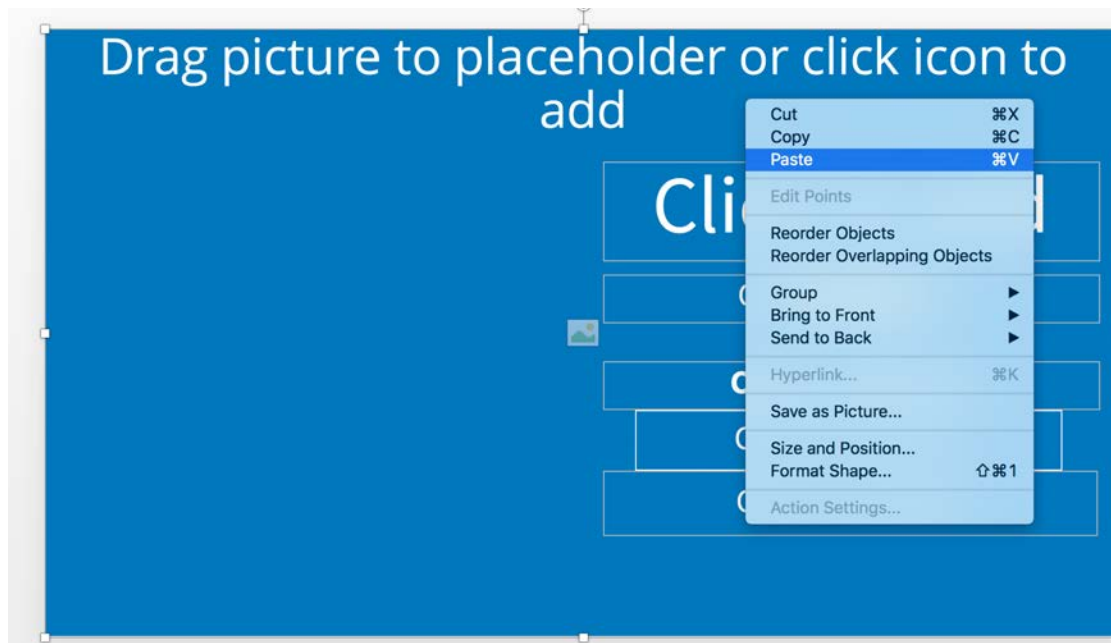 Drag picture to placeholder or click icon to
add
Cut ⌘X
Copy ⌘C
Paste ⌘V
Edit Points
Reorder Objects
Reorder Overlapping Objects
Group ▶
Bring to Front ▶
Send to Back ▶
Hyperlink... ⌘K
Save as Picture...
Size and Position...
Format Shape... ⇧⌘1
Action Settings...